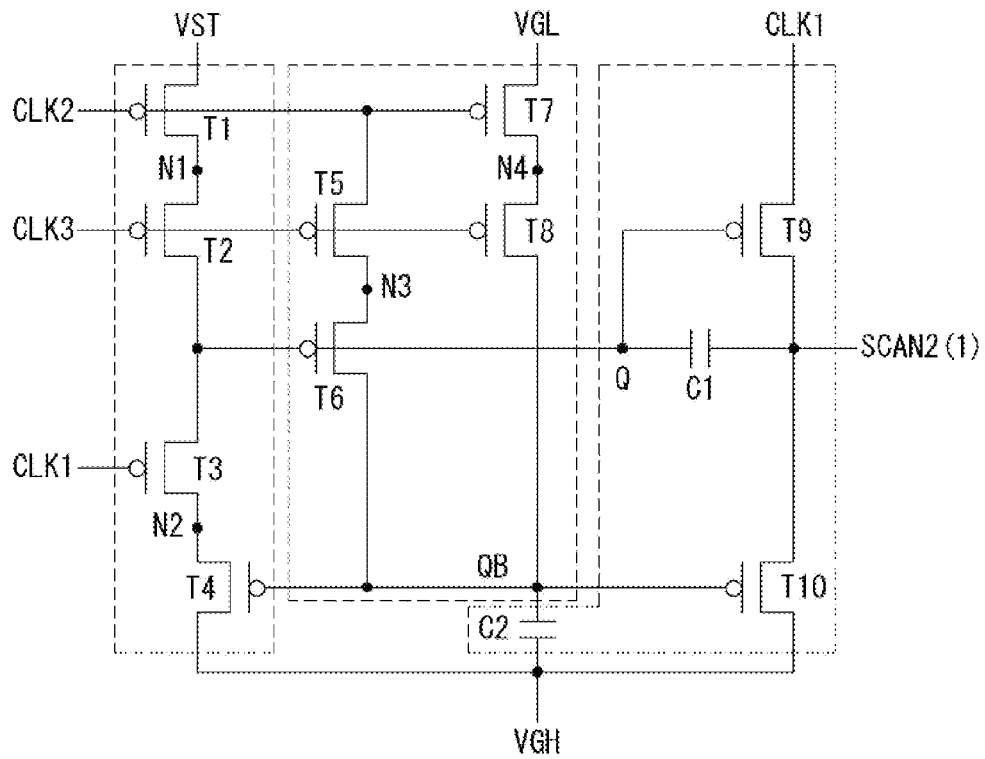 VST
VGL
CLK1
CLK2
T1
T7
N1
T5
N4
CLK3
T2
T8
T9
N3
SCAN2(1)
Q
C1
T6
CLK1
T3
N2
QB
T4
T10
C2
VGH